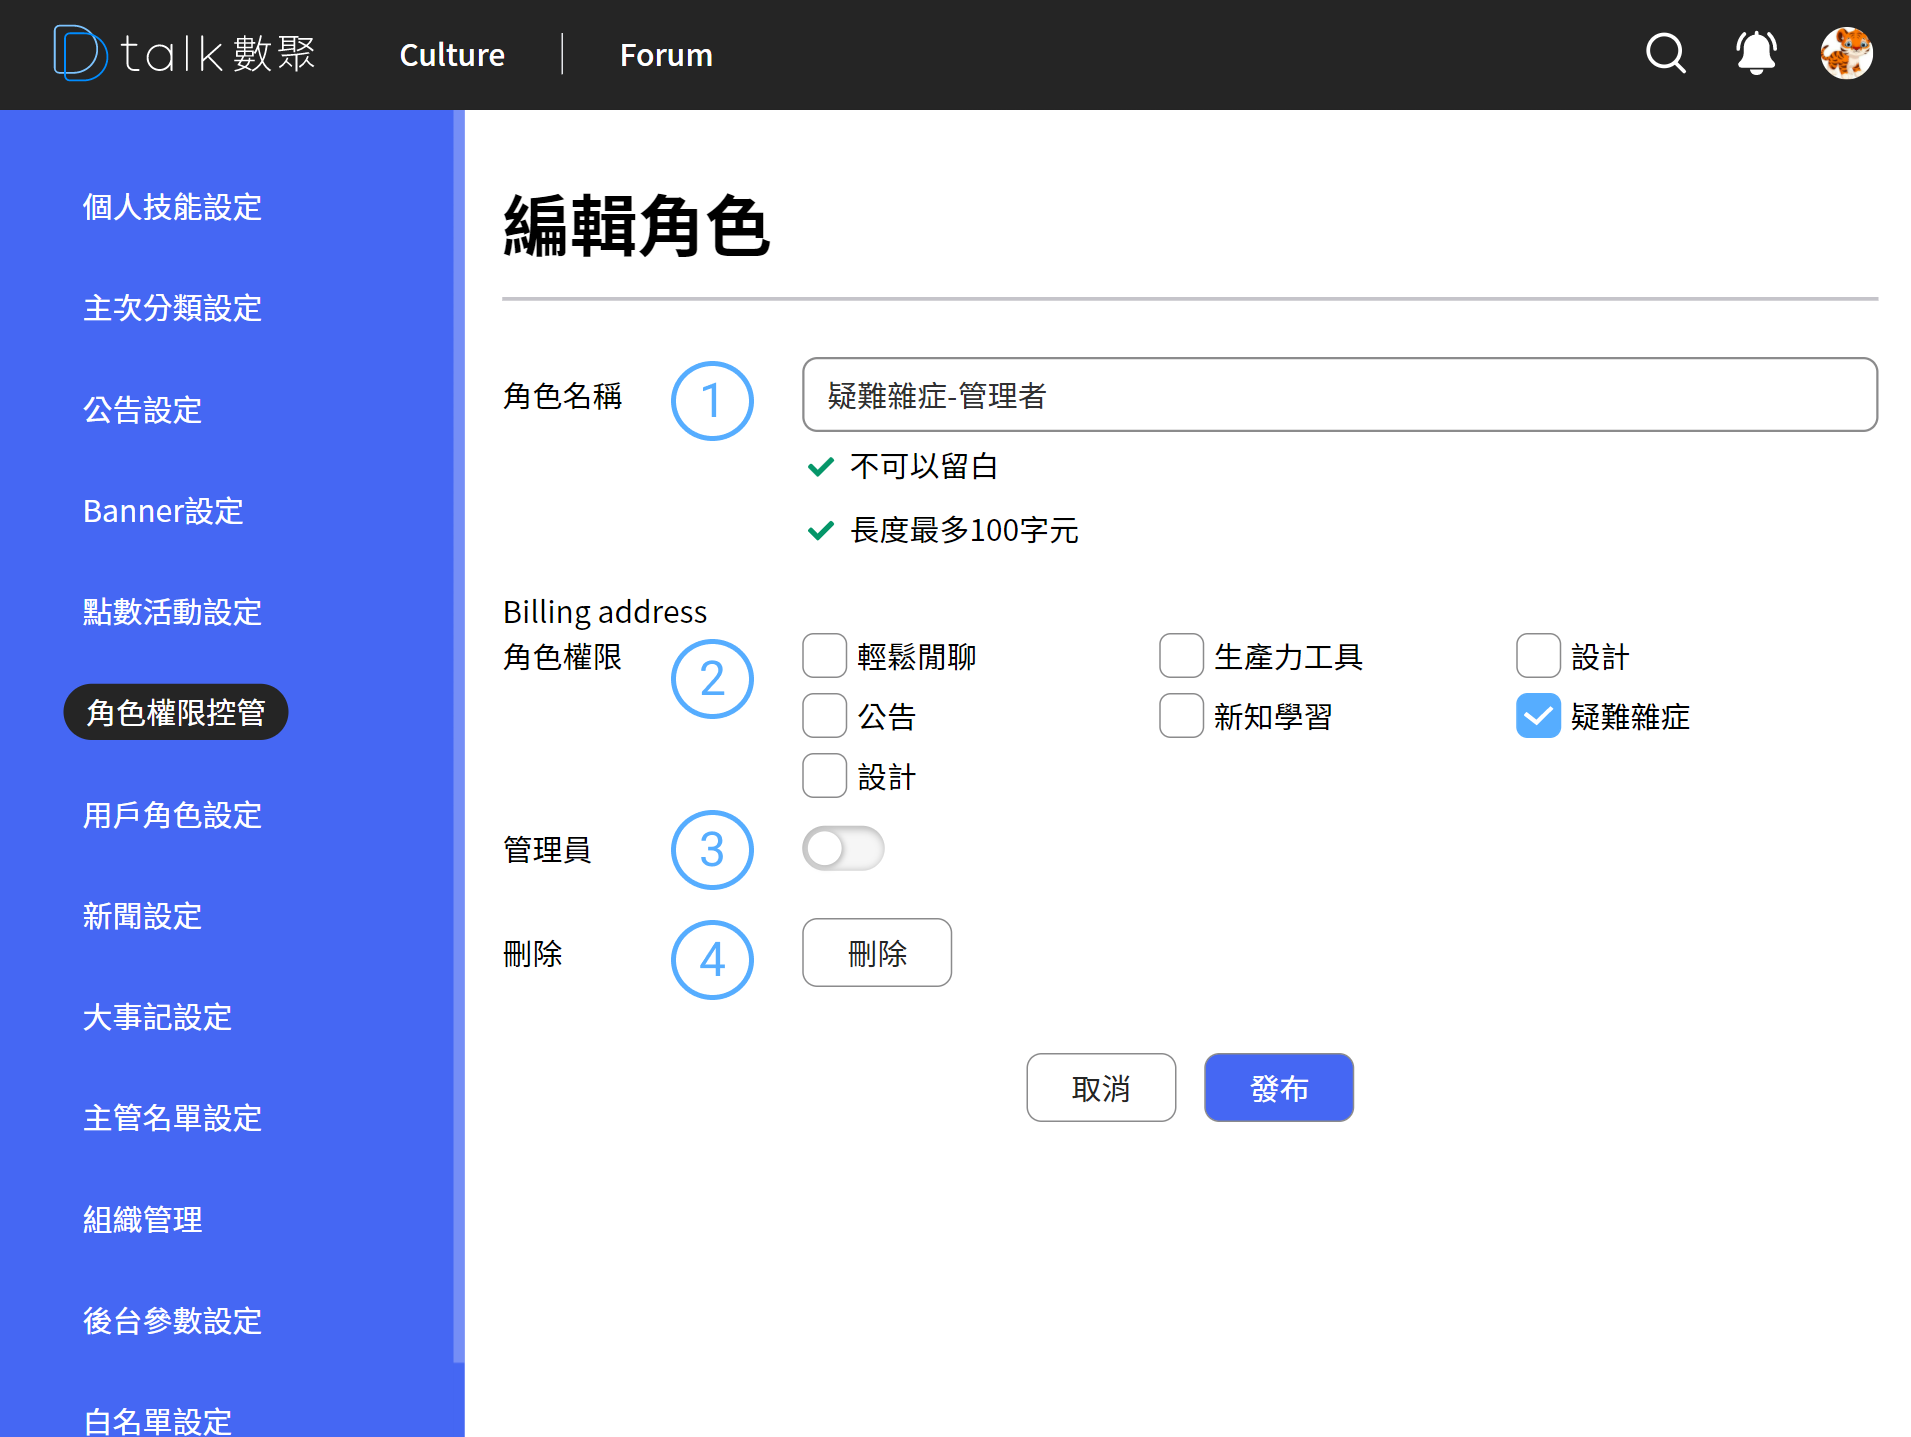 Dtalk數聚
Culture
Forum
個人技能設定
主次分類設定
公告設定
Banner設定
點數活動設定
角色權限控管
用戶角色設定
新聞設定
大事記設定
主管名單設定
組織管理
後台參數設定
白名單設定
編輯角色
角色名稱 1 疑難雜症-管理者
不可以留白
長度最多100字元
Billing address
角色權限 2 輕鬆閒聊 生產力工具 設計
公告 新知學習 疑難雜症
設計
管理員 3
刪除 4 刪除
取消 發布